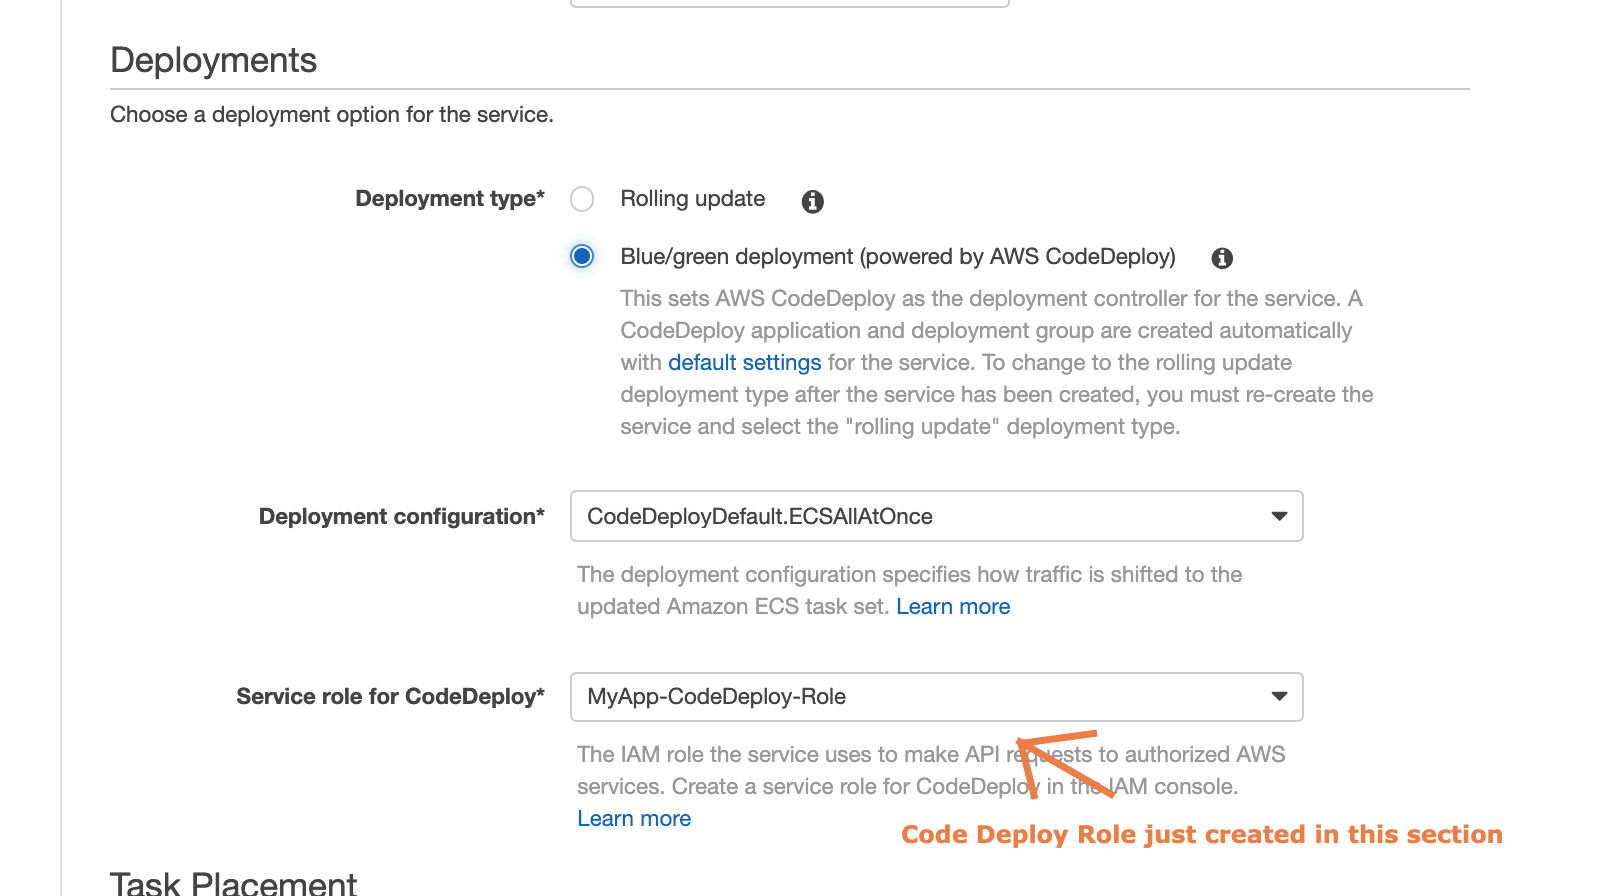 Deployments
Choose a deployment option for the service.
Deployment type*
Rolling update
Blue/green deployment (powered by AWS CodeDeploy)
This sets AWS CodeDeploy as the deployment controller for the service. A
CodeDeploy application and deployment group are created automatically
with default settings for the service. To change to the rolling update
deployment type after the service has been created, you must re-create the
service and select the "rolling update" deployment type.
Deployment configuration*
CodeDeployDefault.ECSAllAtOnce
The deployment configuration specifies how traffic is shifted to the
updated Amazon ECS task set. Learn more
Service role for CodeDeploy*
MyApp-CodeDeploy-Role
The IAM role the service uses to make API requests to authorized AWS
services. Create a service role for CodeDeploy in the IAM console.
Learn more
Code Deploy Role just created in this section
Task Placement